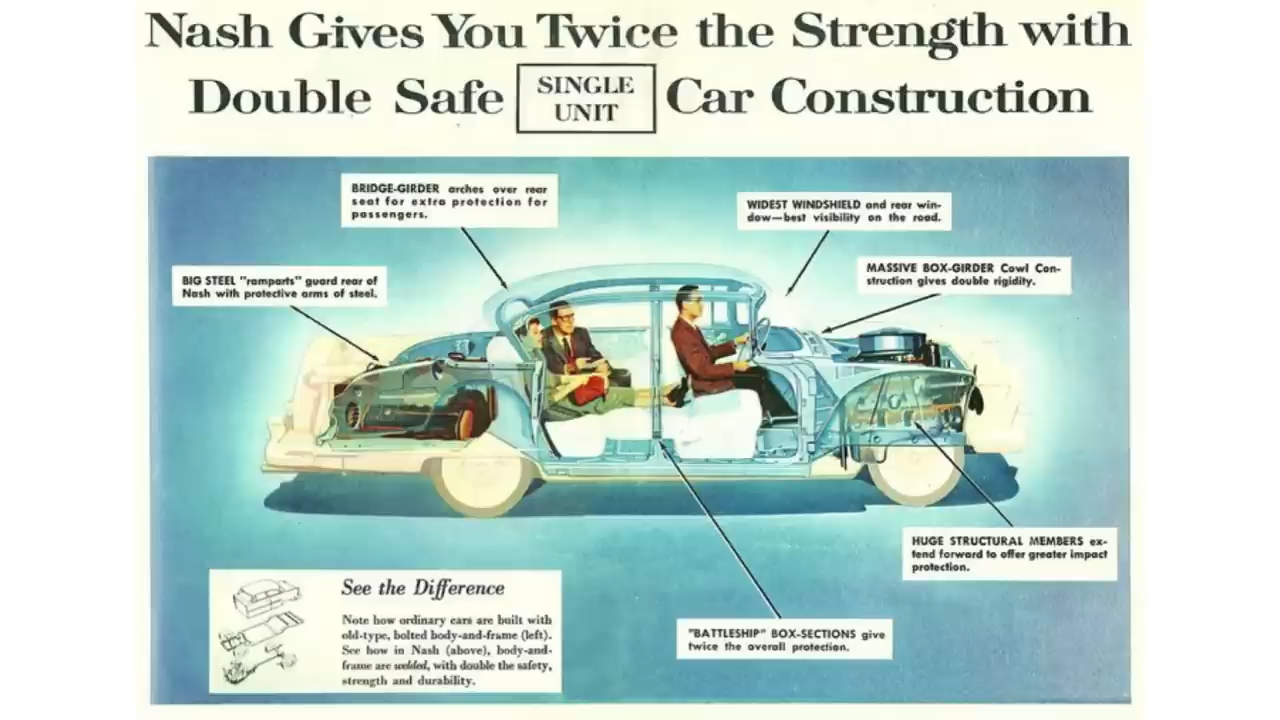 Nash Gives You Twice the Strength with
Double Safe SINGLE UNIT Car Construction
BRIDGE-GIRDER arches over rear
seat for extra protection for
passengers.
WIDEST WINDSHIELD and rear win-
dow—best visibility on the road.
BIG STEEL "ramparts" guard rear of
Nash with protective arms of steel.
MASSIVE BOX-GIRDER Cowl Con-
struction gives double rigidity.
HUGE STRUCTURAL MEMBERS ex-
tend forward to offer greater impact
protection.
See the Difference
Note how ordinary cars are built with
old-type, bolted body-and-frame (left).
See how in Nash (above), body-and-
frame are welded, with double the safety,
strength and durability.
"BATTLESHIP" BOX-SECTIONS give
twice the overall protection.